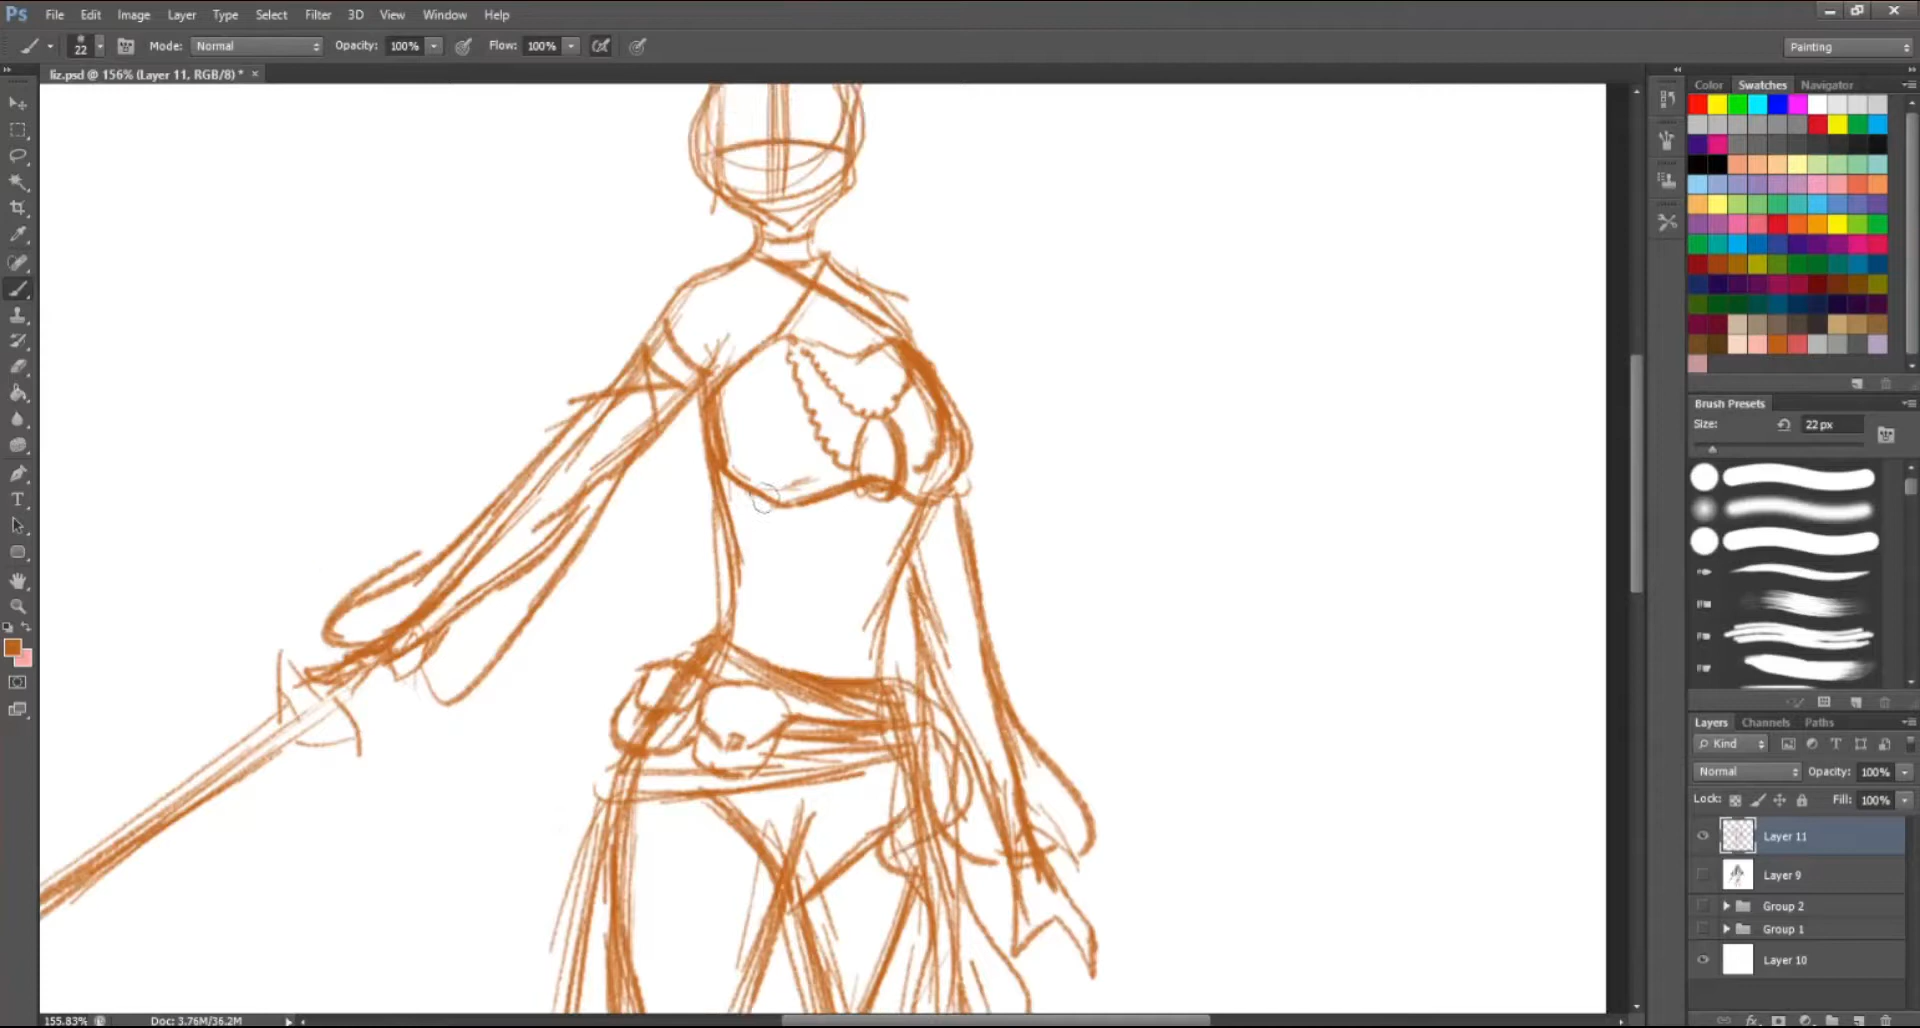 Ps File Edit Image Layer Type Select Filter 3D View Window Help
22 Mode: Normal Opacity: 100% Flow: 100% Painting
liz.psd @ 156% (Layer 11, RGB/8) * ×
Color Swatches Navigator
Brush Presets
Size: 22 px
Layers Channels Paths
Kind
Normal Opacity: 100%
Lock: Fill: 100%
Layer 11
Layer 9
Group 2
Group 1
Layer 10
155.83% Doc: 3.76M/36.2M